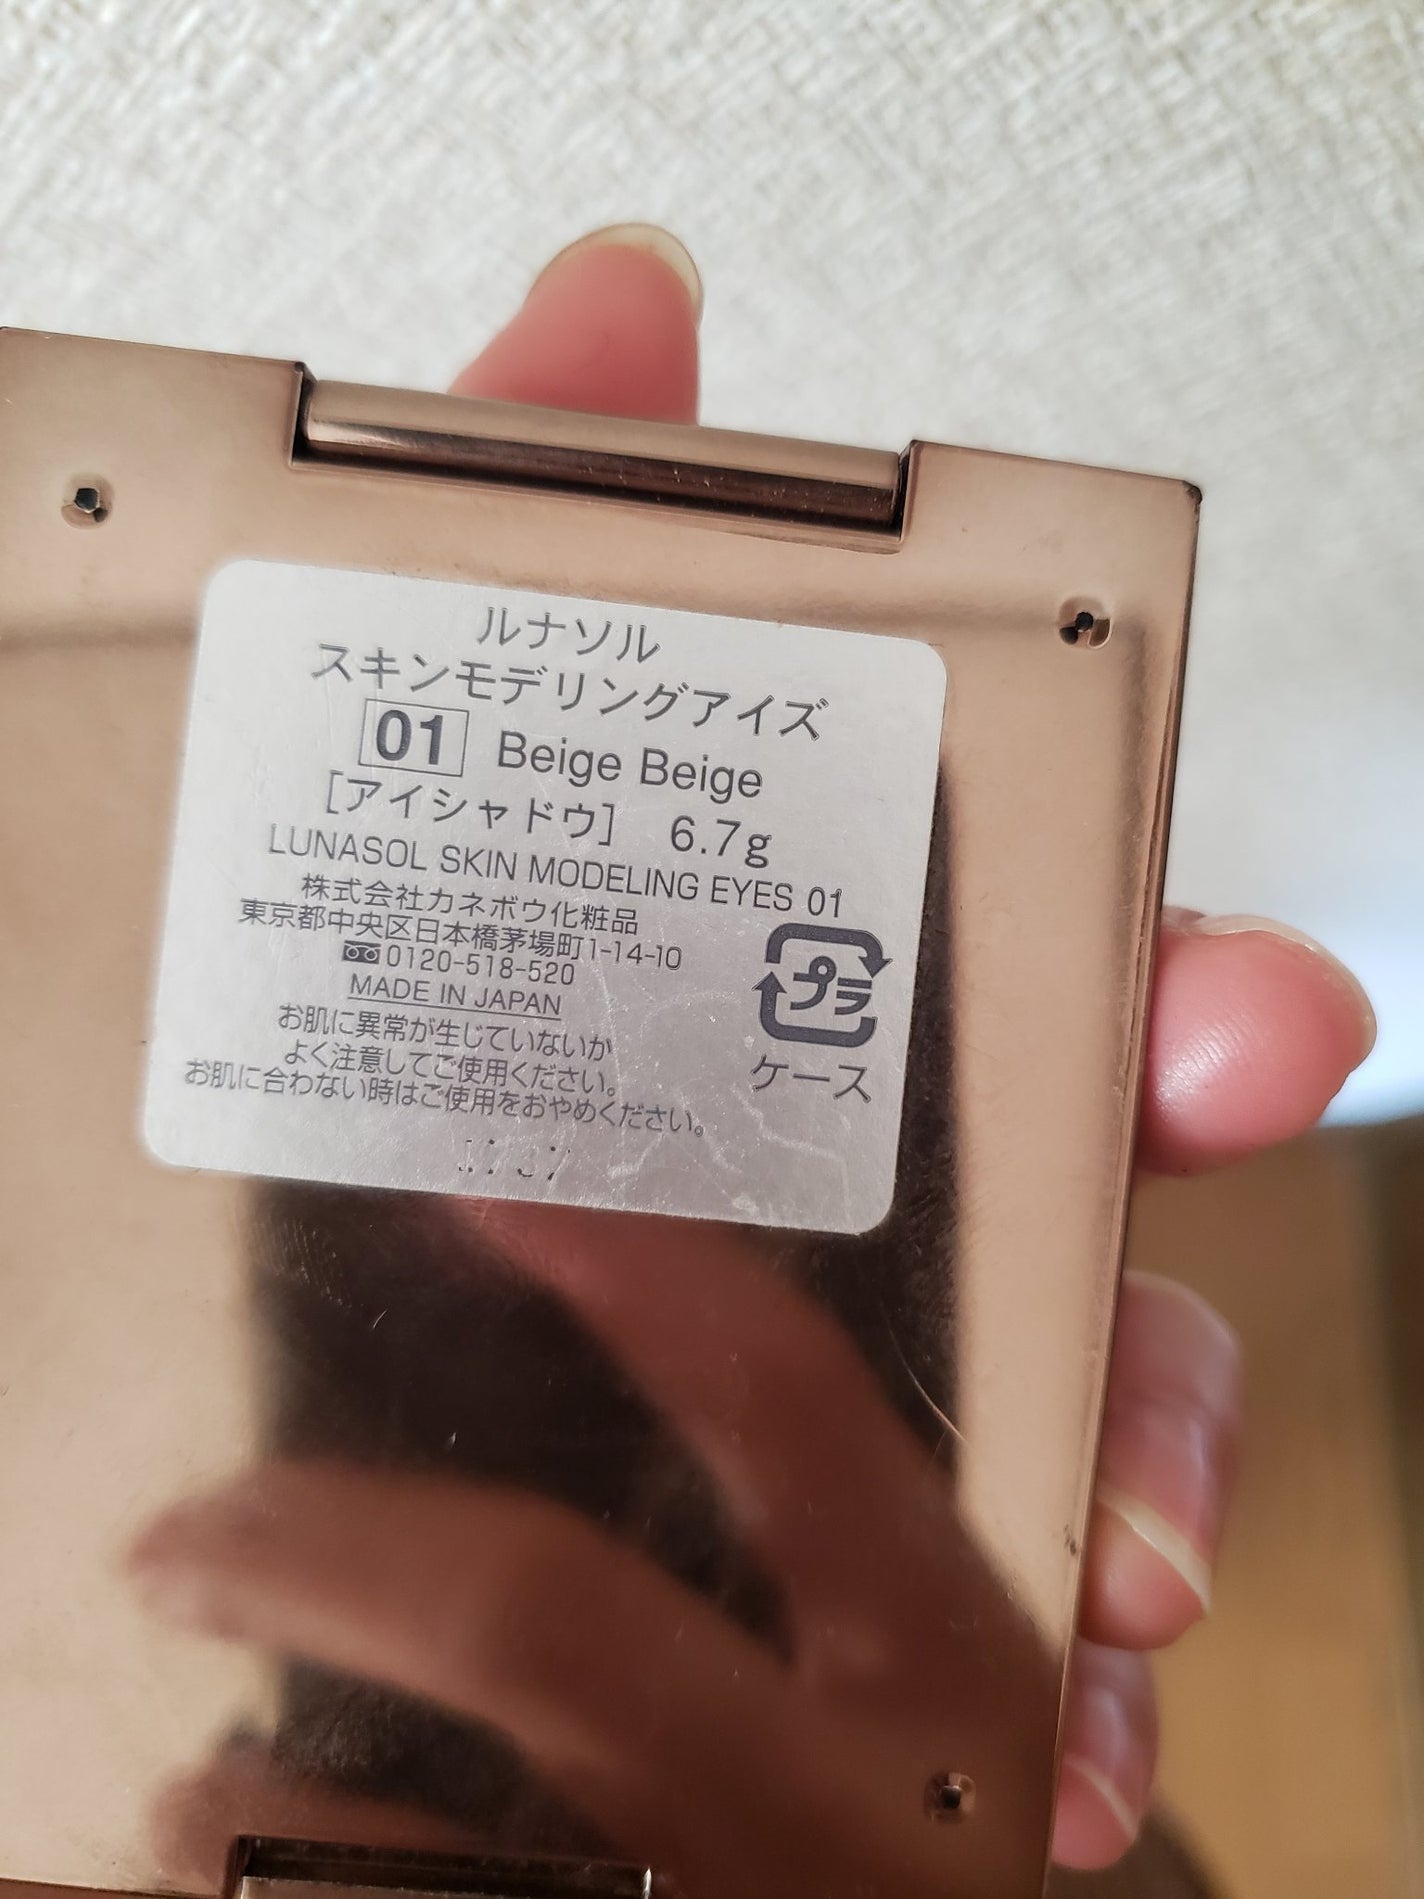 ルナソル
スキンモデリングアイズ
01 Beige Beige
[アイシャドウ] 6.7g
LUNASOL SKIN MODELING EYES 01
株式会社カネボウ化粧品
東京都中央区日本橋茅場町1-14-10
0120-518-520
MADE IN JAPAN
お肌に異常が生じていないか
よく注意してご使用ください。
お肌に合わない時はご使用をおやめください。
プラ
ケース